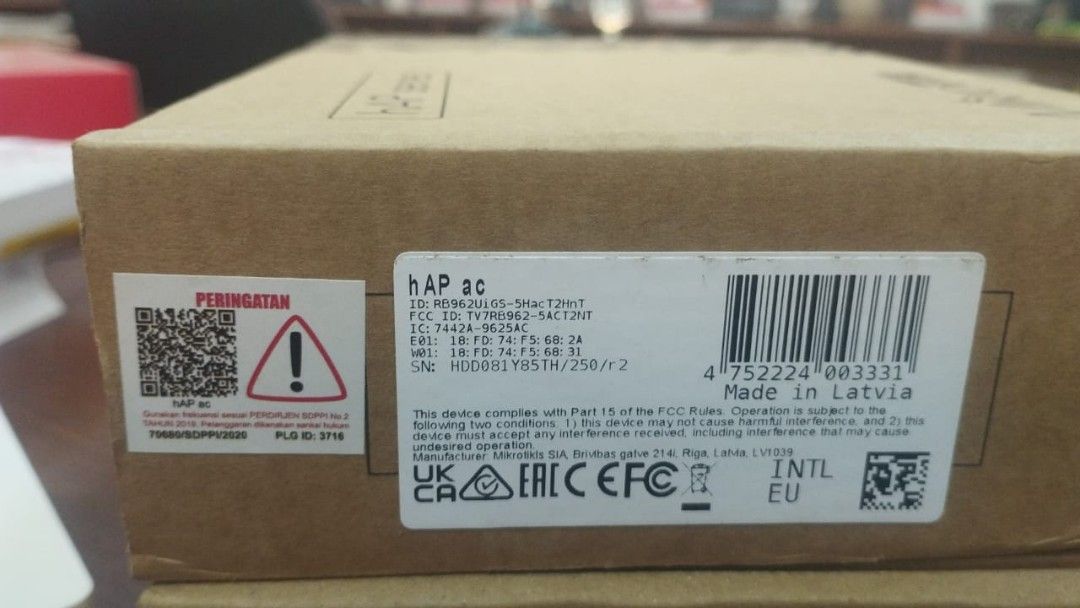 hAP
PERINGATAN
hAP ac
Gunakan frekuensi sesuai PERDIRJEN SDPPI No.2
TAHUN 2019. Pelanggaran dikenakan sanksi hukum
70680/SDPPI/2020 PLG ID: 3716
hAP ac
ID: RB962UiGS-5HacT2HnT
FCC ID: TV7RB962-5ACT2NT
IC: 7442A-9625AC
E01: 18:FD:74:F5:68:2A
W01: 18:FD:74:F5:68:31
SN: HDD081Y85TH/250/r2
4 752224 003331
Made in Latvia
This device complies with Part 15 of the FCC Rules. Operation is subject to the
following two conditions. 1) this device may not cause harmful interference, and 2) this
device must accept any interference received, including interference that may cause
undesired operation.
Manufacturer: Mikrotikls SIA, Brivibas gatve 214i, Riga, Latvia, LV1039
UK CA EAC CE FC
INTL
EU